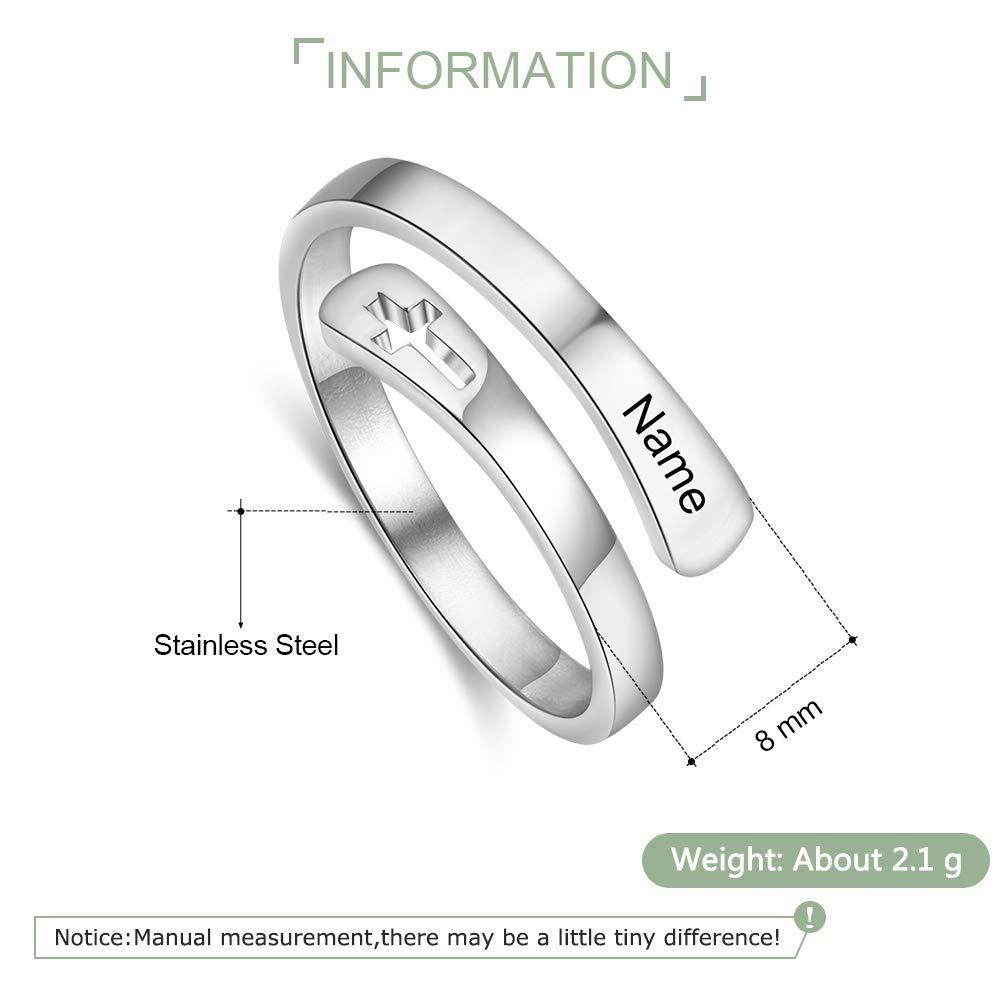 INFORMATION
Name
Stainless Steel
8 mm
Weight: About 2.1 g
Notice:Manual measurement,there may be a little tiny difference!
!